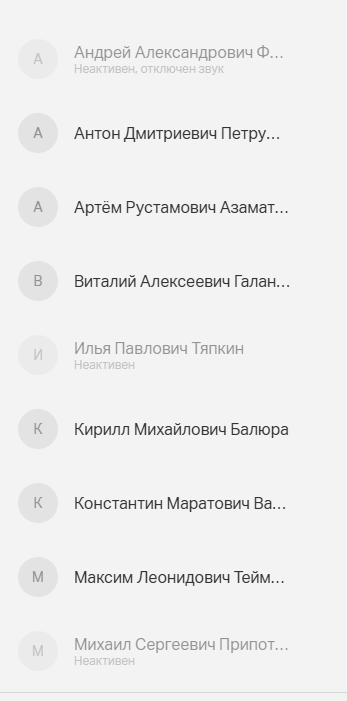 А
Андрей Александрович Ф...
Неактивен, отключен звук
А
Антон Дмитриевич Петру...
А
Артём Рустамович Азамат...
В
Виталий Алексеевич Галан...
И
Илья Павлович Тяпкин
Неактивен
К
Кирилл Михайлович Балюра
К
Константин Маратович Ва...
М
Максим Леонидович Тейм...
М
Михаил Сергеевич Припот...
Неактивен